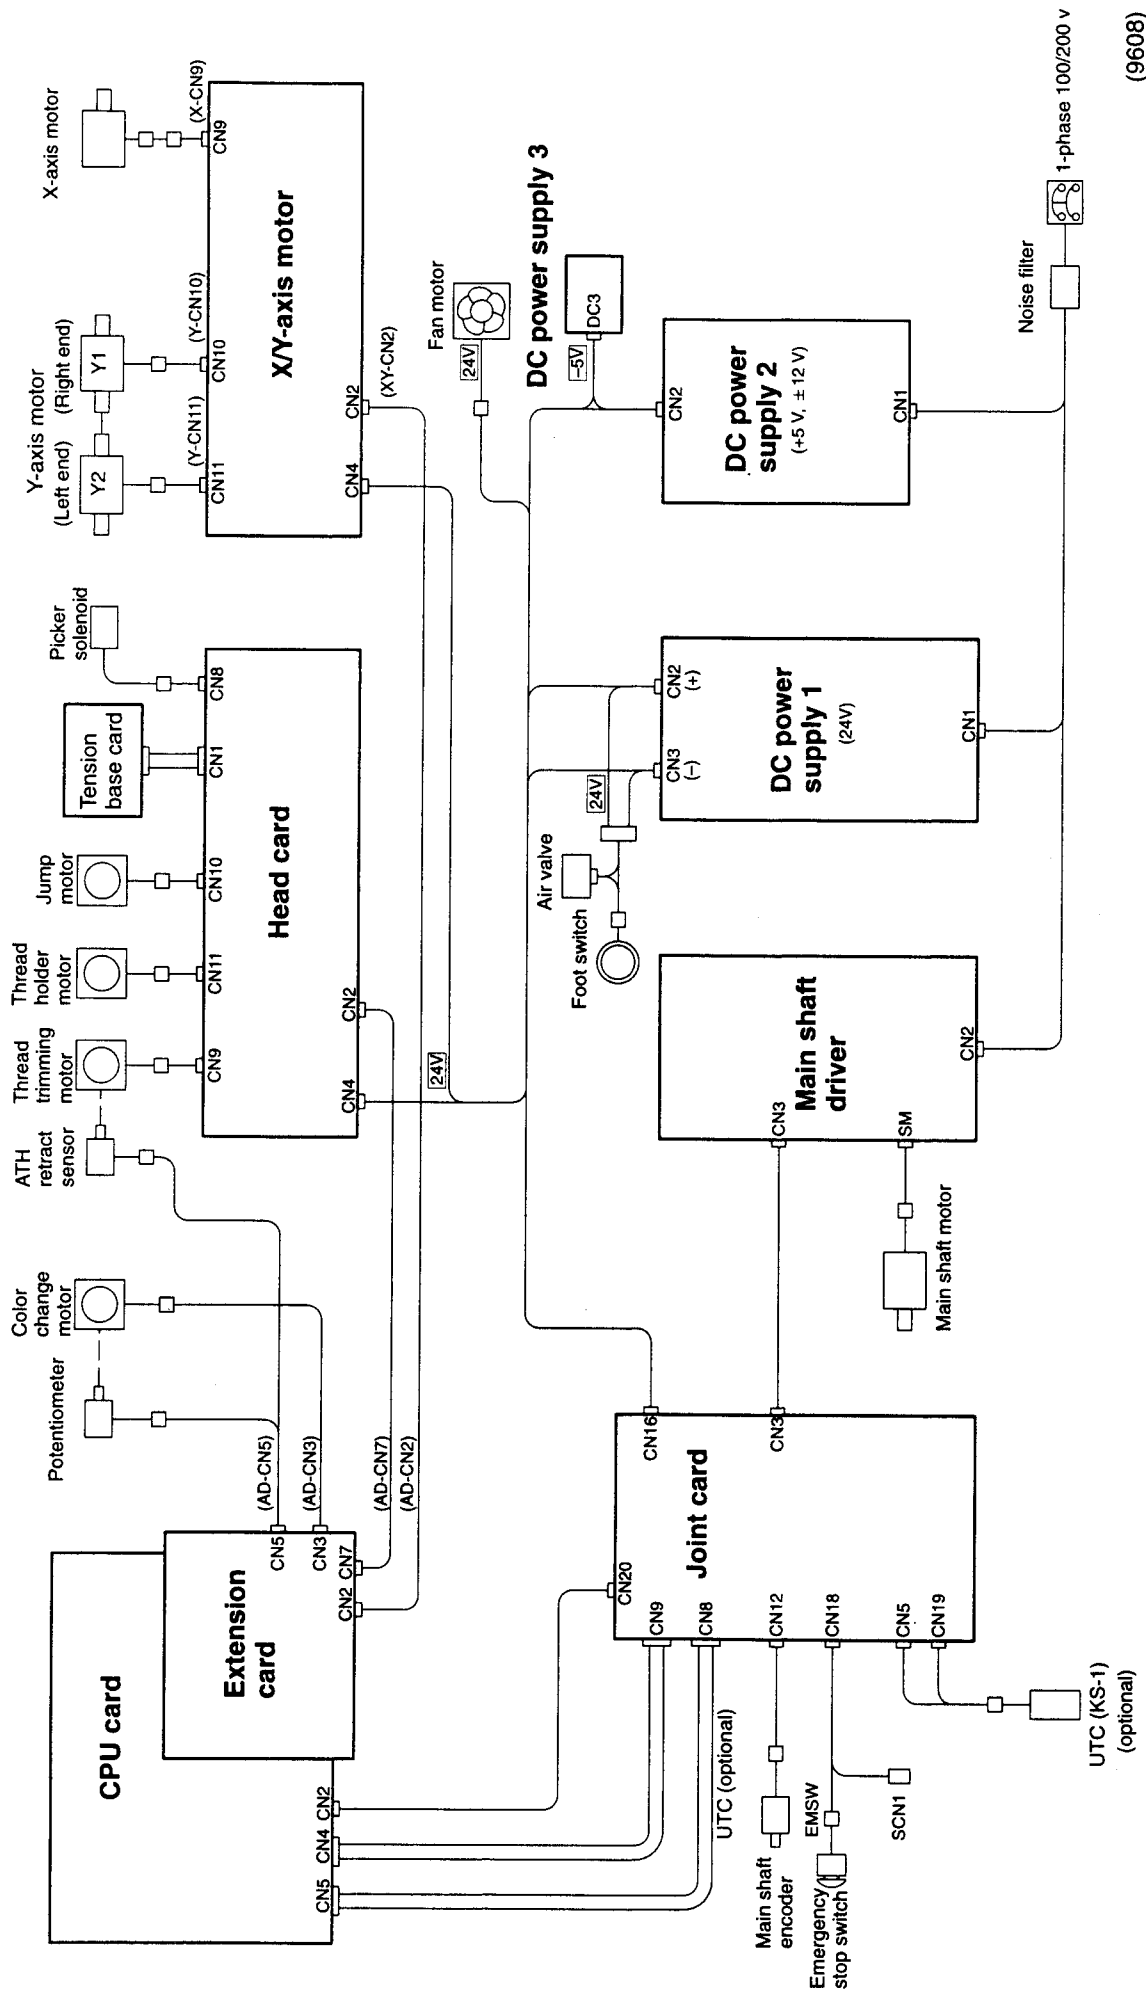 CPU card
Extension
card
CN5
CN3
CN7
CN2
CN2
CN4
CN5
(AD-CN5)
(AD-CN3)
(AD-CN7)
(AD-CN2)
Potentiometer
Color
change
motor
ATH
retract
sensor
Thread
trimming
motor
Thread
holder
motor
Jump
motor
Tension
base card
Picker
solenoid
CN9
CN11
CN10
CN1
CN8
Head card
CN4
CN2
24V
Y-axis motor
(Left end)
(Right end)
Y2
Y1
X-axis motor
(Y-CN11)
(Y-CN10)
(X-CN9)
CN11
CN10
CN9
X/Y-axis motor
CN4
CN2
(XY-CN2)
Fan motor
24V
DC power supply 3
–5V
DC3
Air valve
Foot switch
24V
CN3
(–)
CN2
(+)
DC power
supply 1
(24V)
CN1
CN2
DC power
supply 2
(+5 V, ± 12 V)
CN1
Main shaft
driver
CN3
SM
CN2
Main shaft motor
Joint card
CN16
CN3
CN20
CN9
CN8
CN12
CN18
CN5
CN19
UTC (optional)
Main shaft
encoder
EMSW
Emergency
stop switch
SCN1
UTC (KS-1)
(optional)
Noise filter
1-phase 100/200 v
(9608)